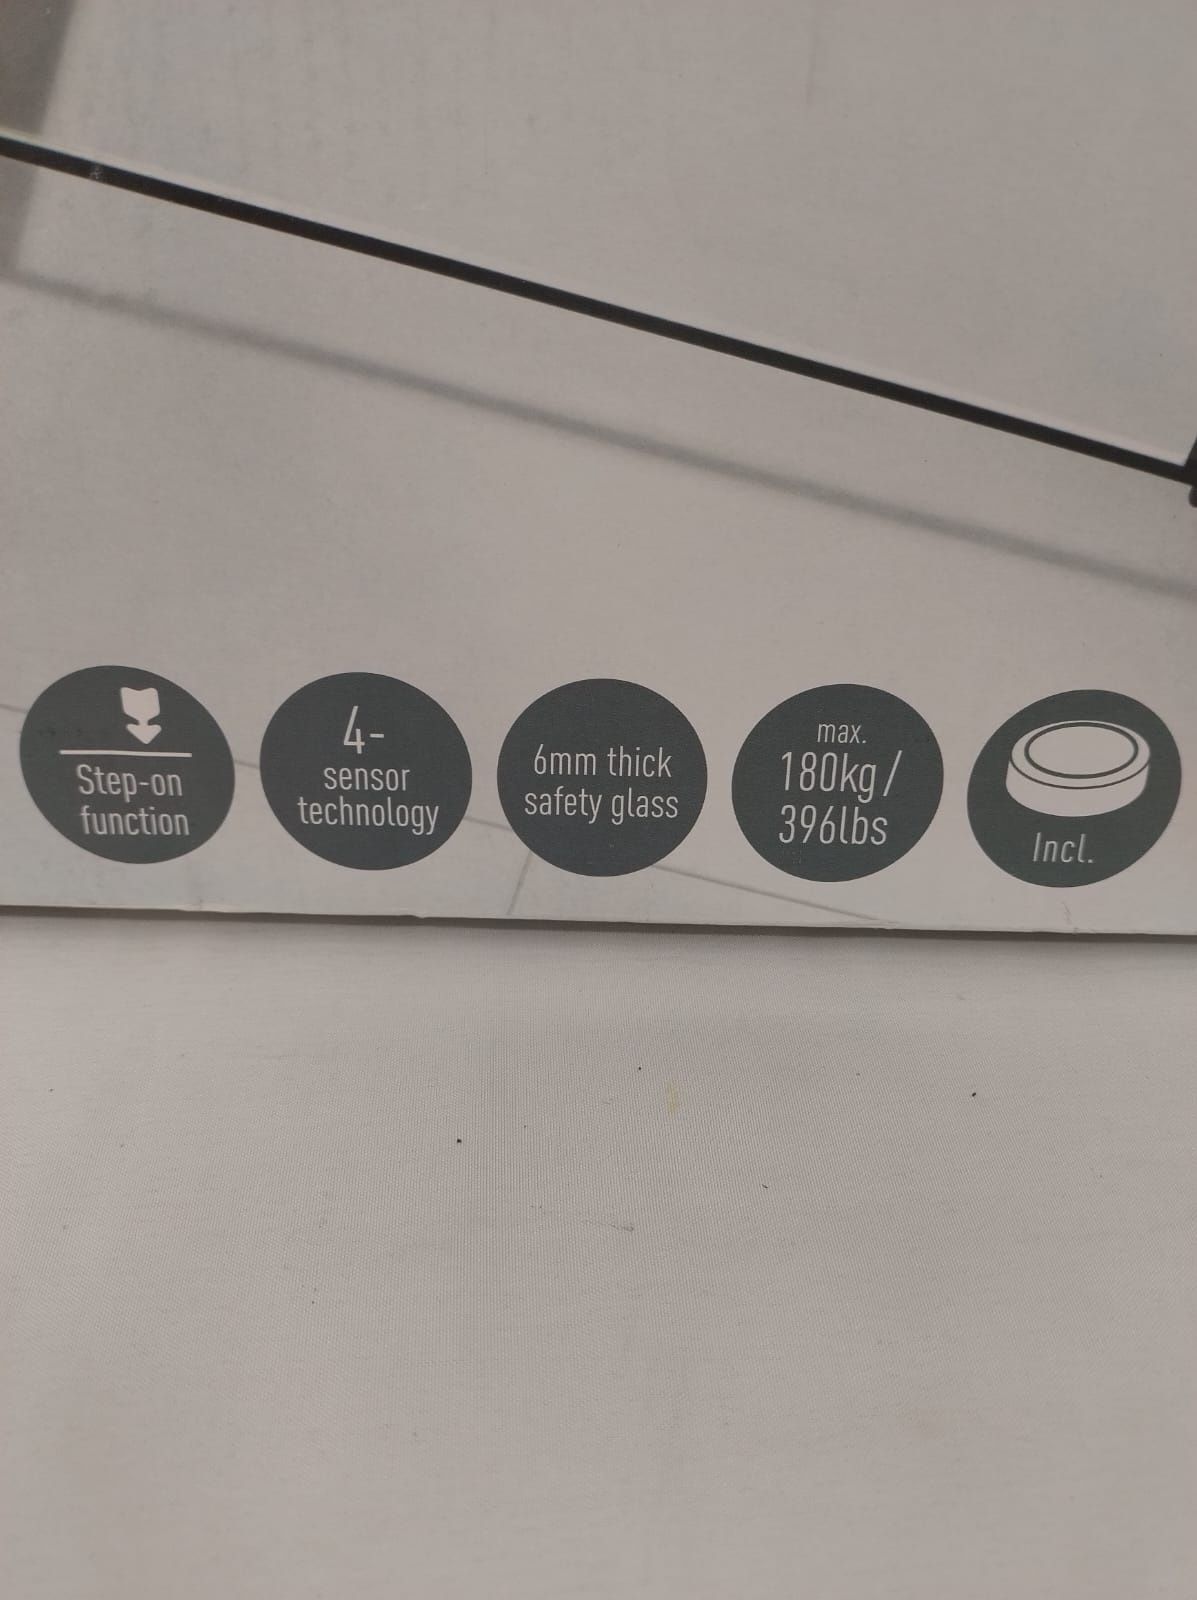 Step-on
function
4-
sensor
technology
6mm thick
safety glass
max.
180kg/
396lbs
Incl.